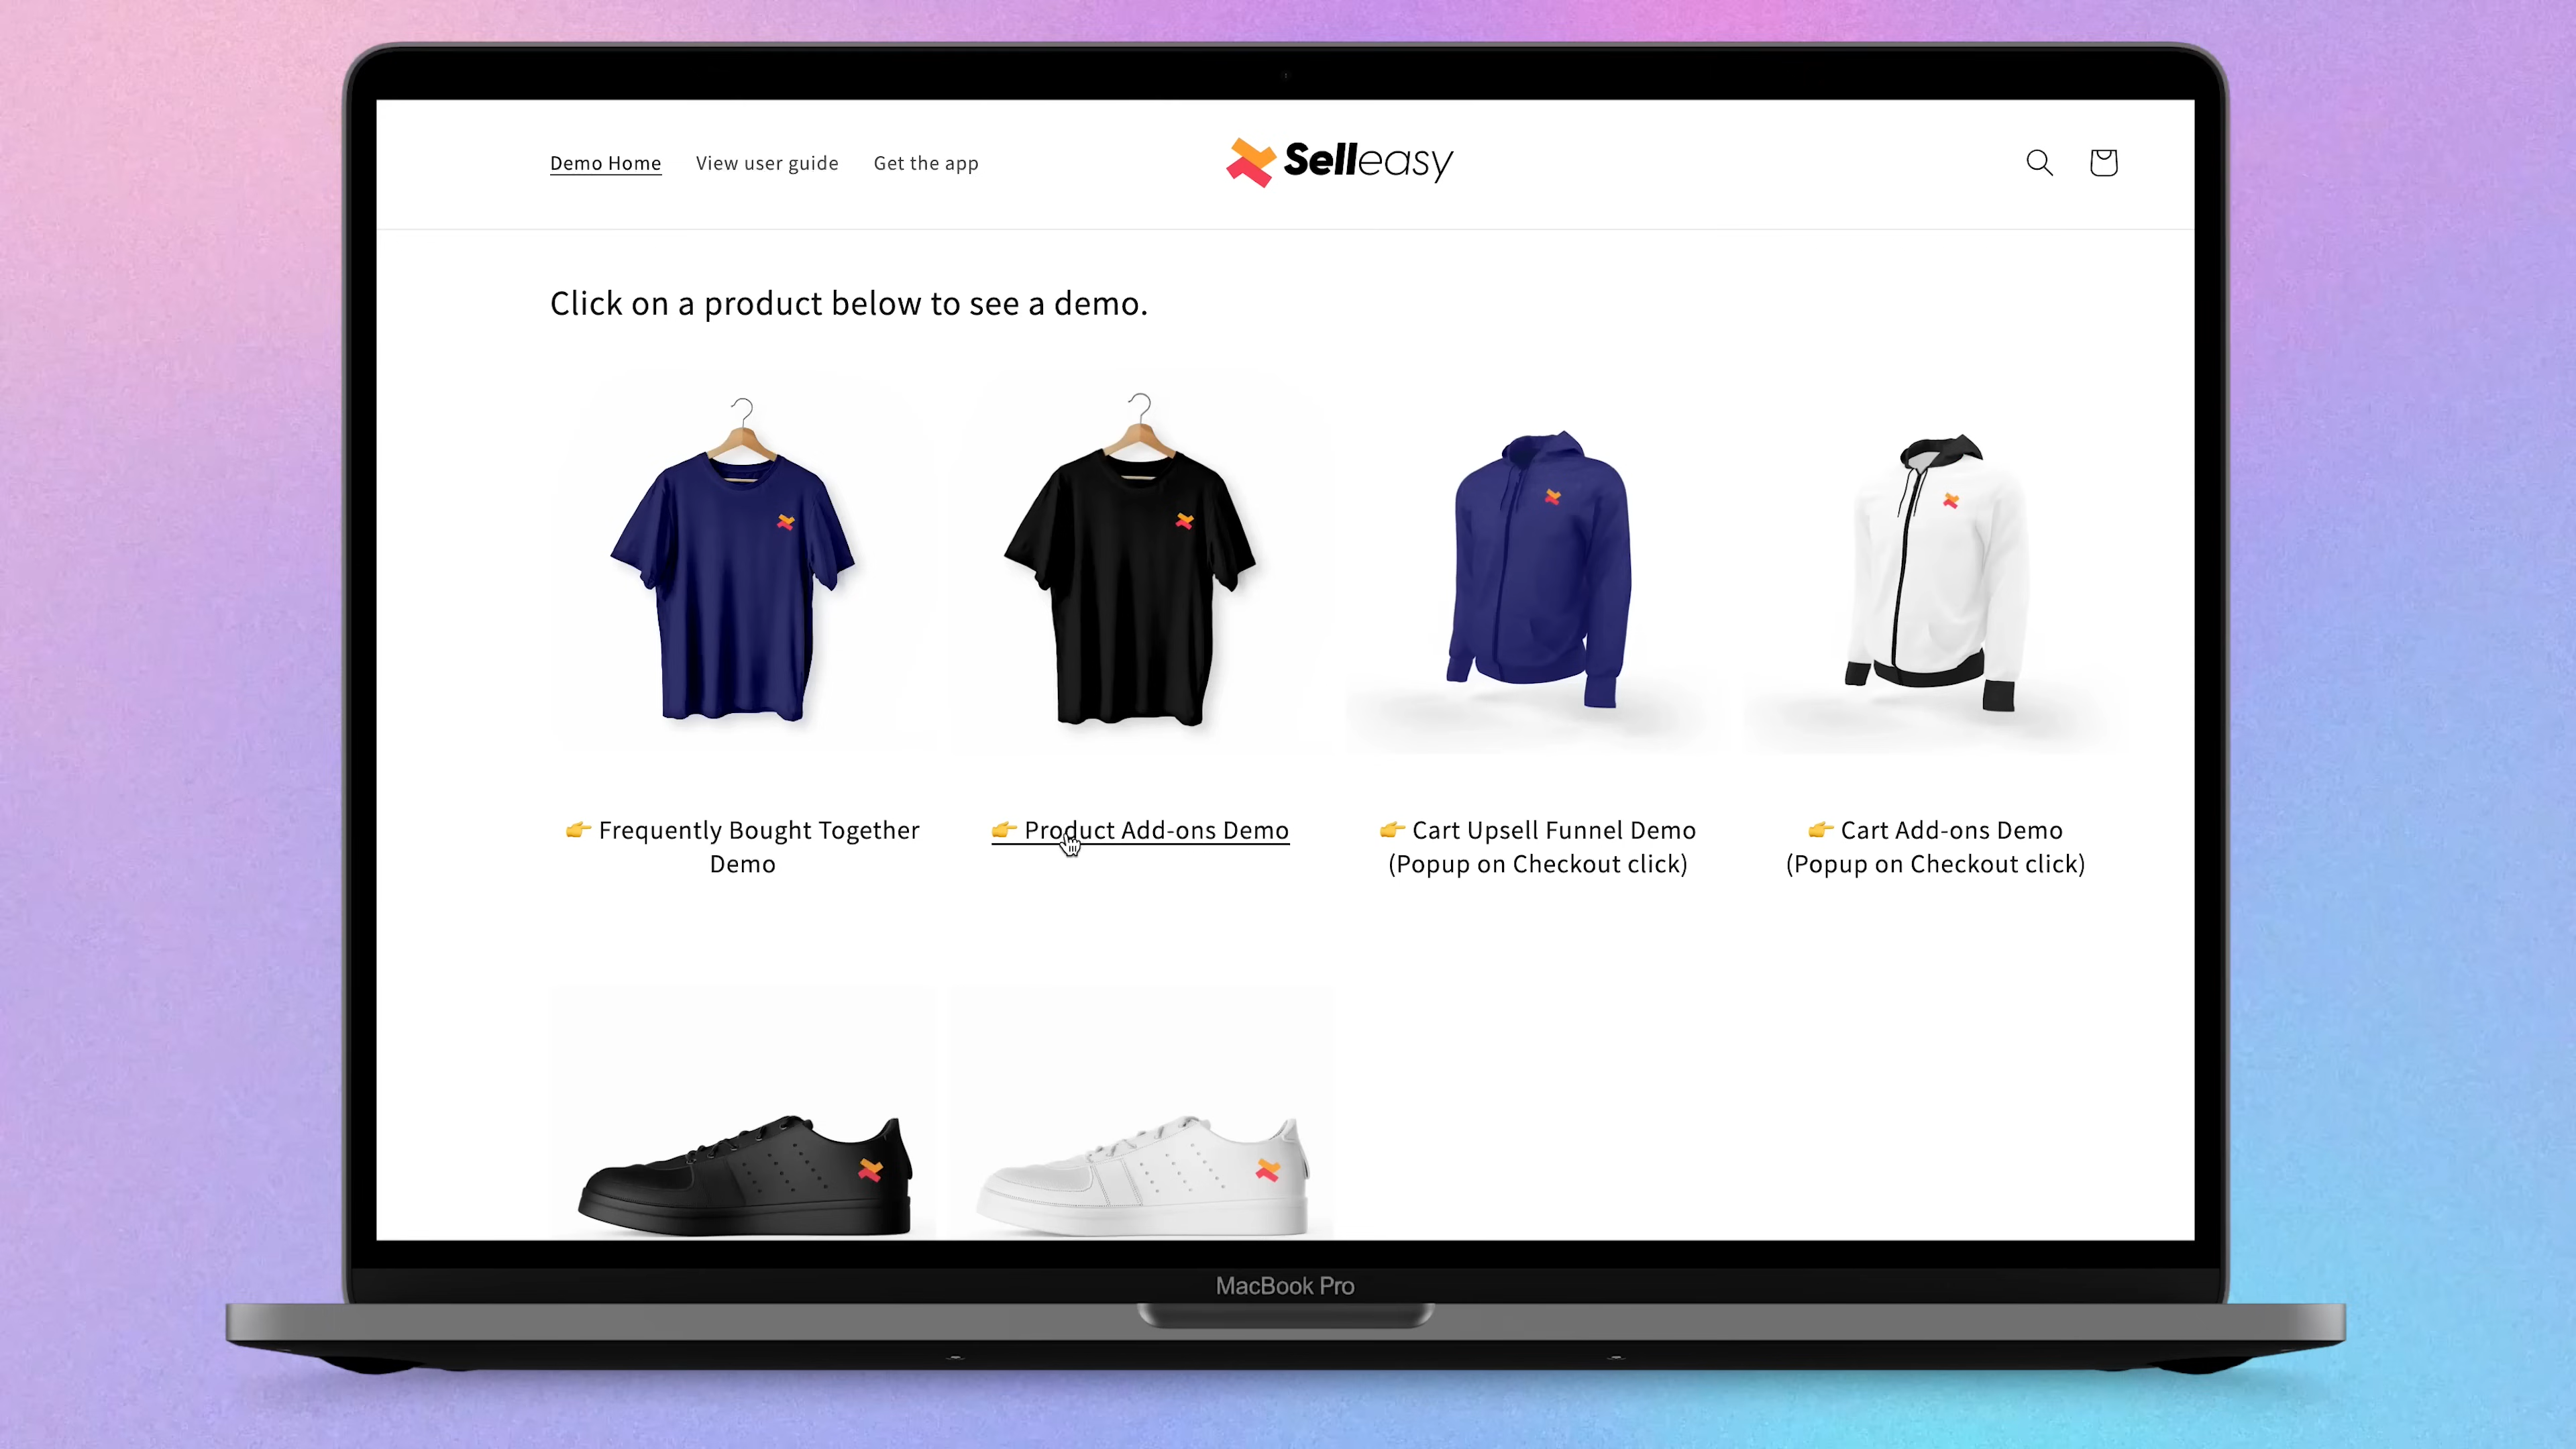 Demo Home View user guide Get the app
Selleasy
Click on a product below to see a demo.
👉 Frequently Bought Together
Demo
👉 Product Add-ons Demo
👉 Cart Upsell Funnel Demo
(Popup on Checkout click)
👉 Cart Add-ons Demo
(Popup on Checkout click)
MacBook Pro